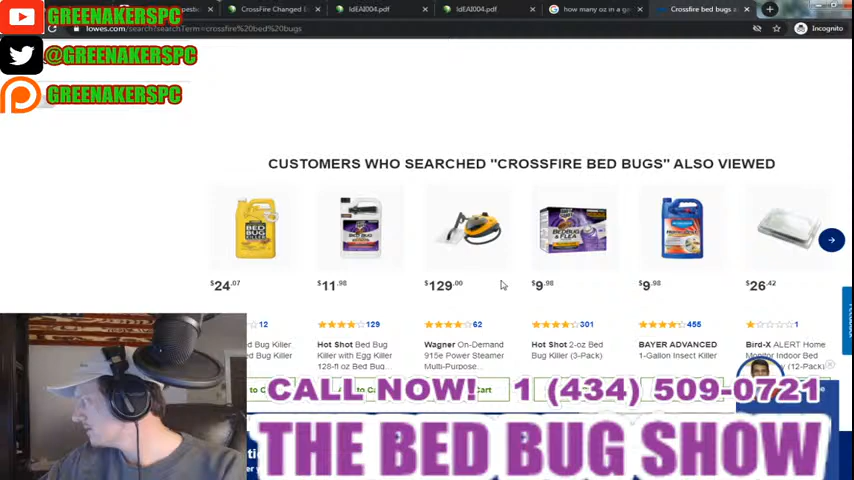 GREENAKERSPC
@GREENAKERSPC
GREENAKERSPC
CrossFire Changed B
IdEAI004.pdf
IdEAI004.pdf
how many oz in a g
Crossfire bed bugs a
lowes.com/search?searchTerm=crossfire%20bed%20bugs
Incognito
CUSTOMERS WHO SEARCHED "CROSSFIRE BED BUGS" ALSO VIEWED
$24.07
$11.98
$129.00
$9.98
$9.98
$26.42
12
129
62
301
455
1
Bed Bug Killer
Hot Shot Bed Bug
Killer with Egg Killer
128-fl oz Bed Bug...
Wagner On-Demand
915e Power Steamer
Multi-Purpose...
Hot Shot 2-oz Bed
Bug Killer (3-Pack)
BAYER ADVANCED
1-Gallon Insect Killer
Bird-X ALERT Home
Monitor Indoor Bed
(12-Pack)
Cart
CALL NOW! 1 (434) 509-0721
THE BED BUG SHOW